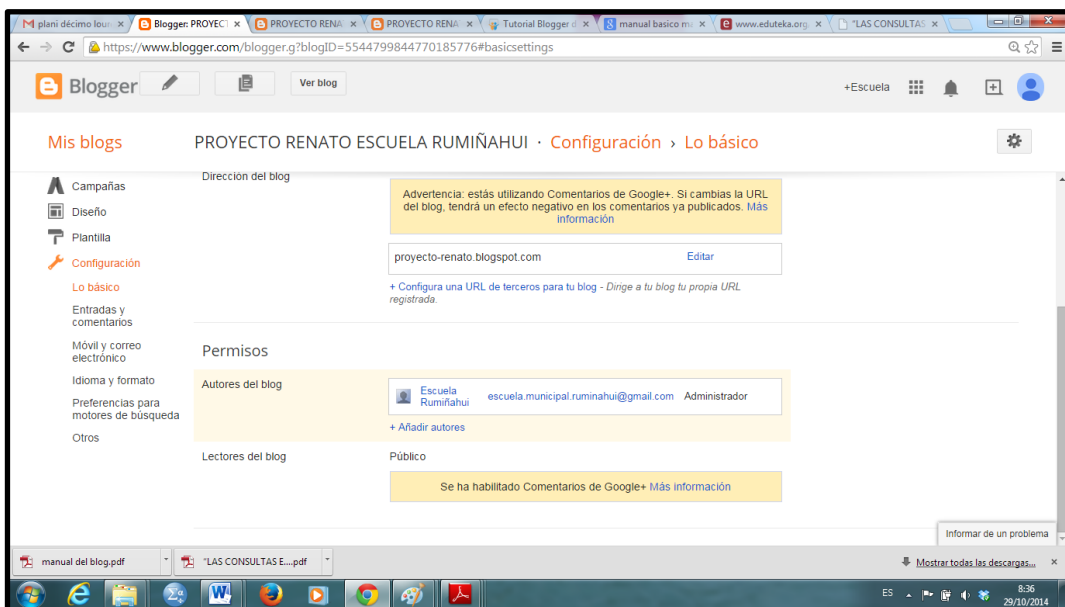 plani décimo lour
Blogger: PROYECT
PROYECTO RENA
PROYECTO RENA
Tutorial Blogger d
manual basico m
www.eduteka.org
"LAS CONSULTAS
https://www.blogger.com/blogger.g?blogID=5544799844770185776#basicsettings
Blogger
Ver blog
+Escuela
Mis blogs
PROYECTO RENATO ESCUELA RUMIÑAHUI · Configuración › Lo básico
Campañas
Diseño
Plantilla
Configuración
Lo básico
Entradas y
comentarios
Móvil y correo
electrónico
Idioma y formato
Preferencias para
motores de búsqueda
Otros
Dirección del blog
Advertencia: estás utilizando Comentarios de Google+. Si cambias la URL
del blog, tendrá un efecto negativo en los comentarios ya publicados. Más
información
proyecto-renato.blogspot.com Editar
+ Configura una URL de terceros para tu blog - Dirige a tu blog tu propia URL
registrada.
Permisos
Autores del blog
Escuela
Rumiñahui
escuela.municipal.ruminahui@gmail.com Administrador
+ Añadir autores
Lectores del blog
Público
Se ha habilitado Comentarios de Google+ Más información
Informar de un problema
manual del blog.pdf
"LAS CONSULTAS E....pdf
Mostrar todas las descargas...
ES
8:36
29/10/2014